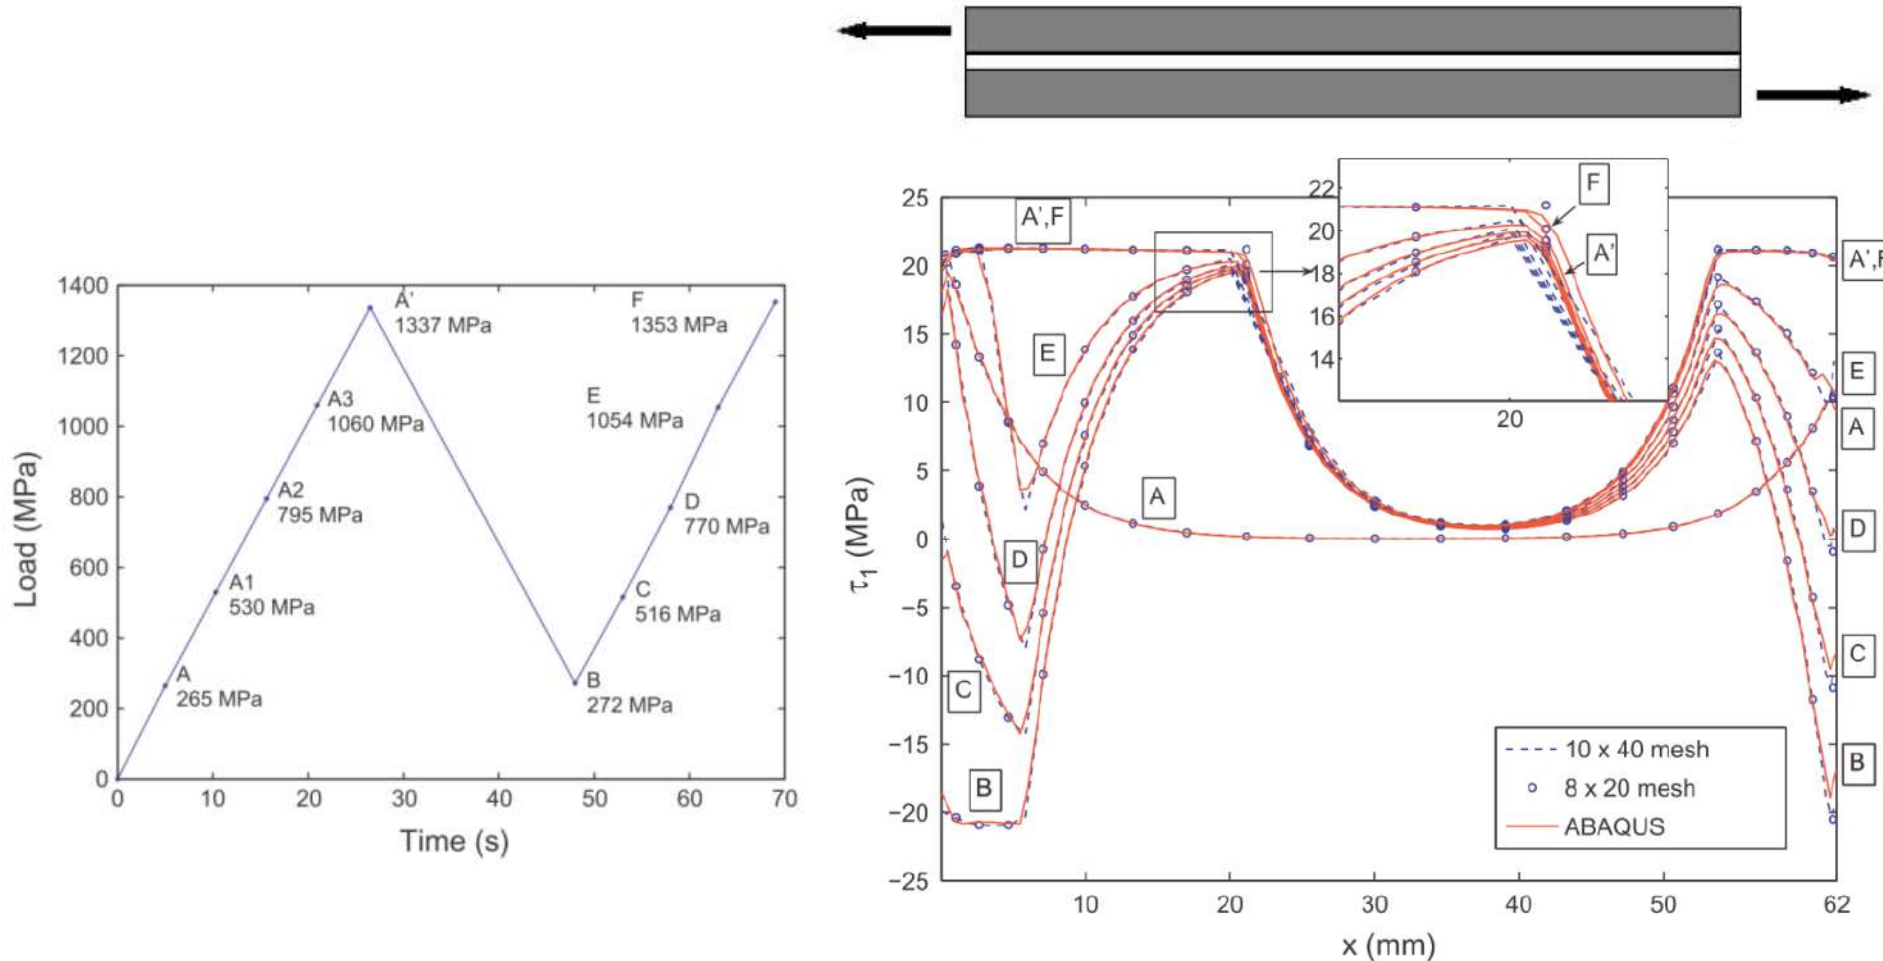 1400
1200
1000
800
600
400
200
0
0
10
20
30
40
50
60
70
Load (MPa)
Time (s)
A
265 MPa
A1
530 MPa
A2
795 MPa
A3
1060 MPa
A'
1337 MPa
B
272 MPa
C
516 MPa
D
770 MPa
E
1054 MPa
F
1353 MPa
25
20
15
10
5
0
−5
−10
−15
−20
−25
τ1 (MPa)
10
20
30
40
50
62
x (mm)
A',F
E
A
D
C
B
22
20
18
16
14
20
F
A'
A',F
E
A
D
C
B
10 x 40 mesh
8 x 20 mesh
ABAQUS